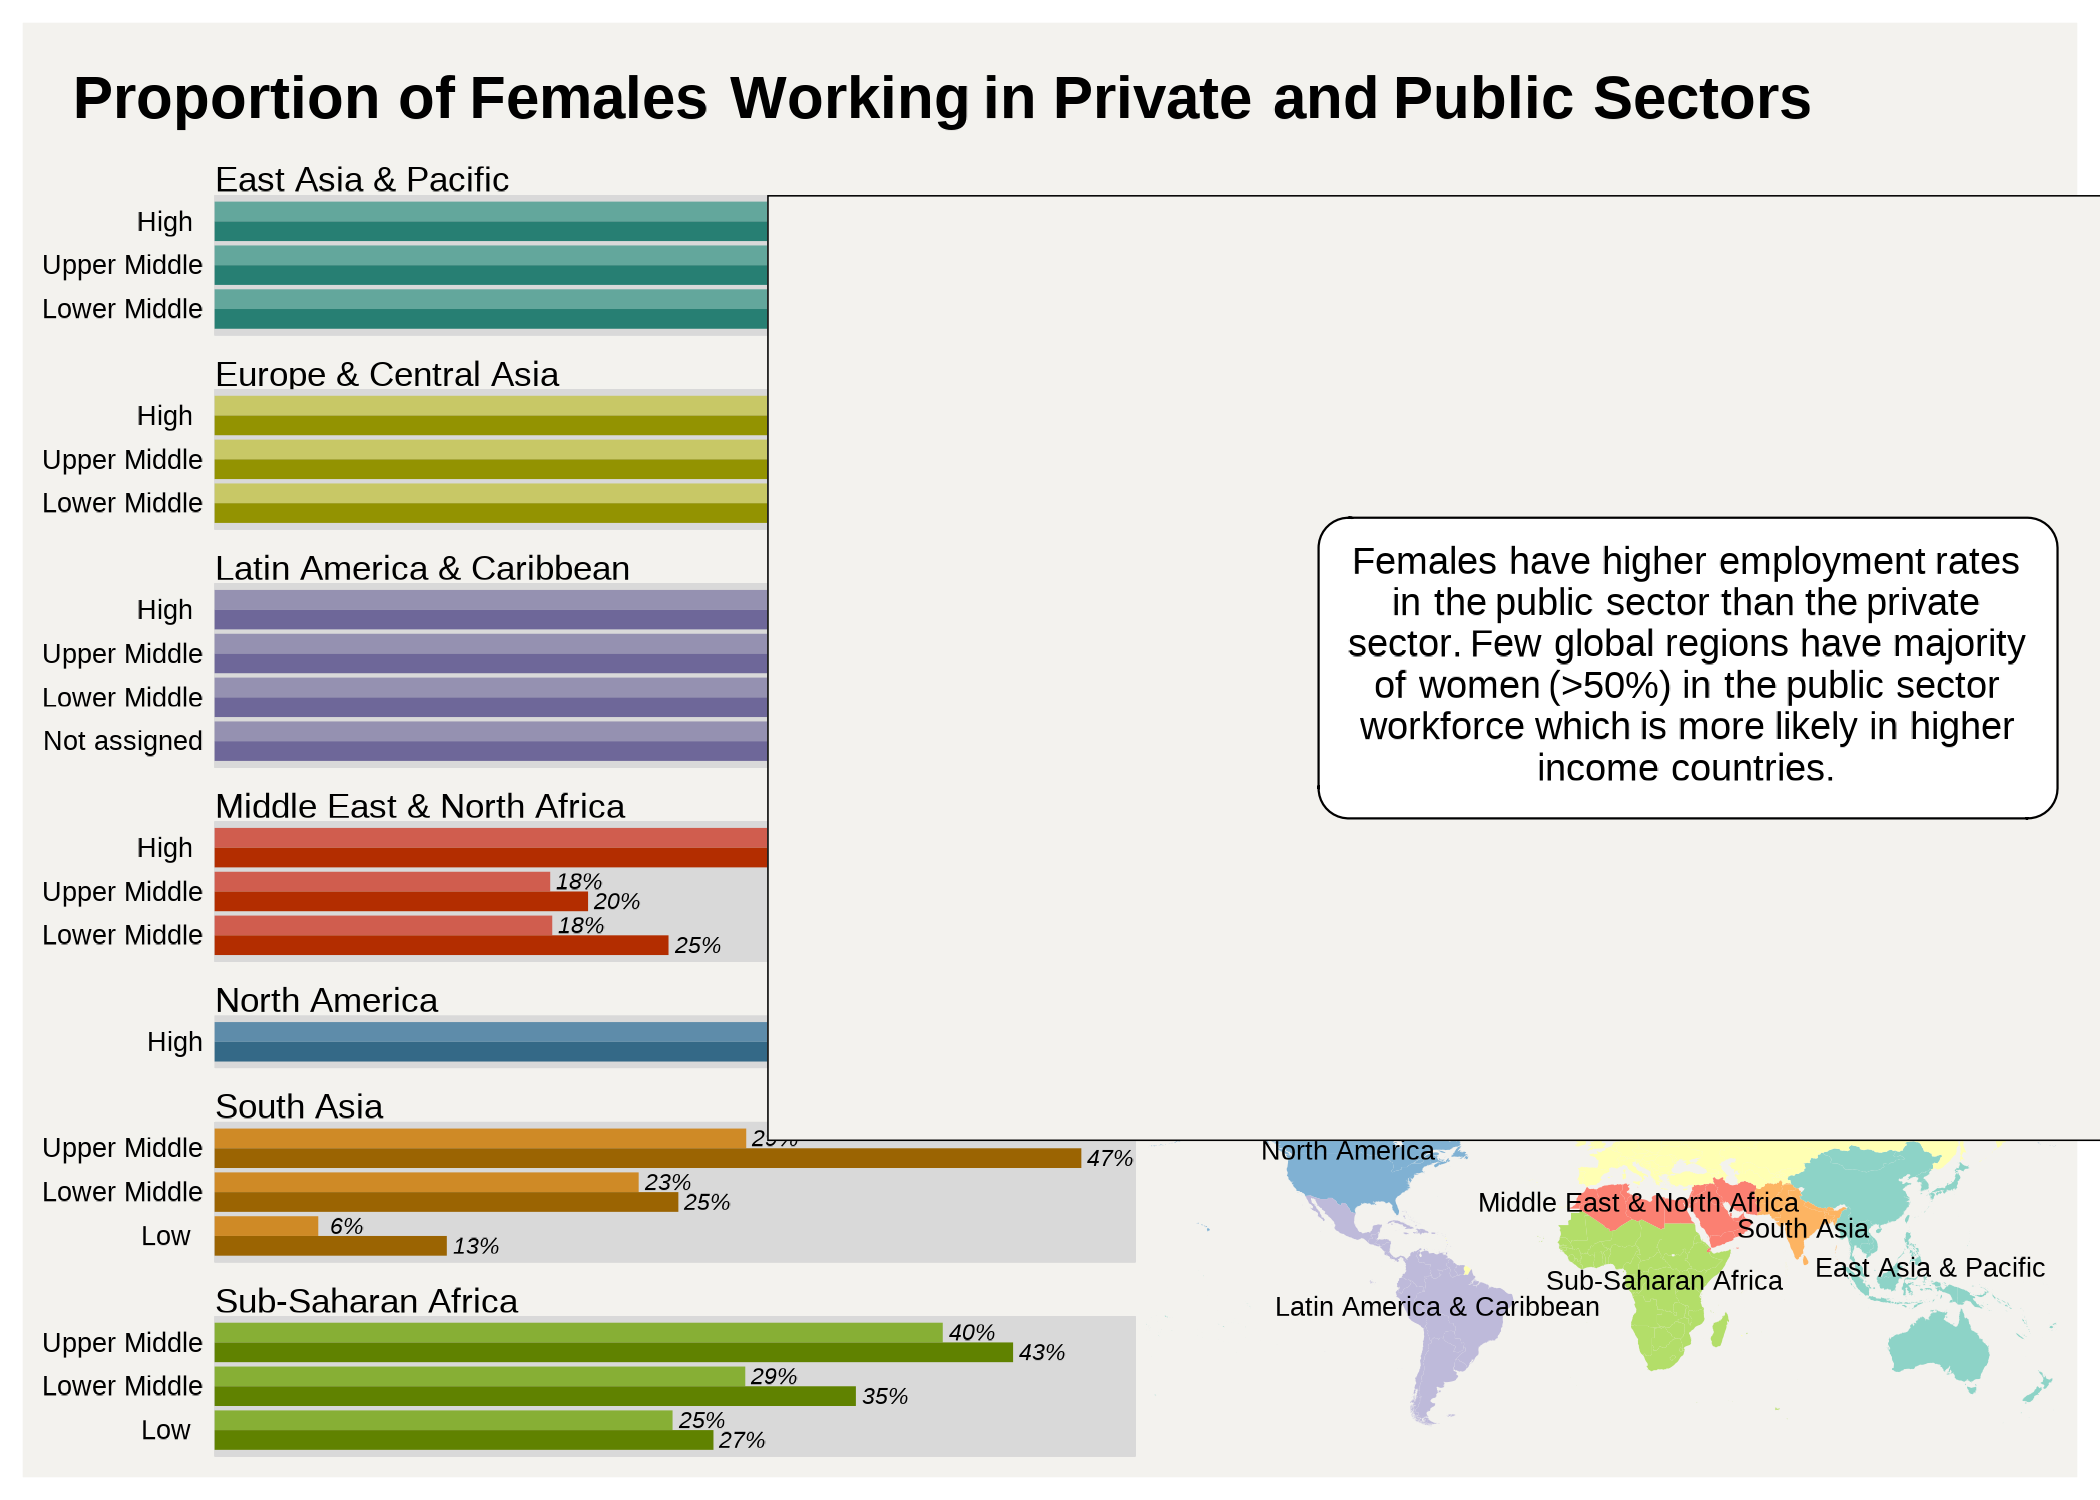 Proportion of Females Working in Private and Public Sectors
East Asia & Pacific
High
Upper Middle
Lower Middle
Europe & Central Asia
High
Upper Middle
Lower Middle
Latin America & Caribbean
High
Upper Middle
Lower Middle
Not assigned
Middle East & North Africa
High
Upper Middle
18%
20%
Lower Middle
18%
25%
North America
High
South Asia
Upper Middle
47%
Lower Middle
23%
25%
Low
6%
13%
Sub-Saharan Africa
Upper Middle
40%
43%
Lower Middle
29%
35%
Low
25%
27%
Females have higher employment rates
in the public sector than the private
sector. Few global regions have majority
of women (>50%) in the public sector
workforce which is more likely in higher
income countries.
North America
Middle East & North Africa
South Asia
East Asia & Pacific
Sub-Saharan Africa
Latin America & Caribbean